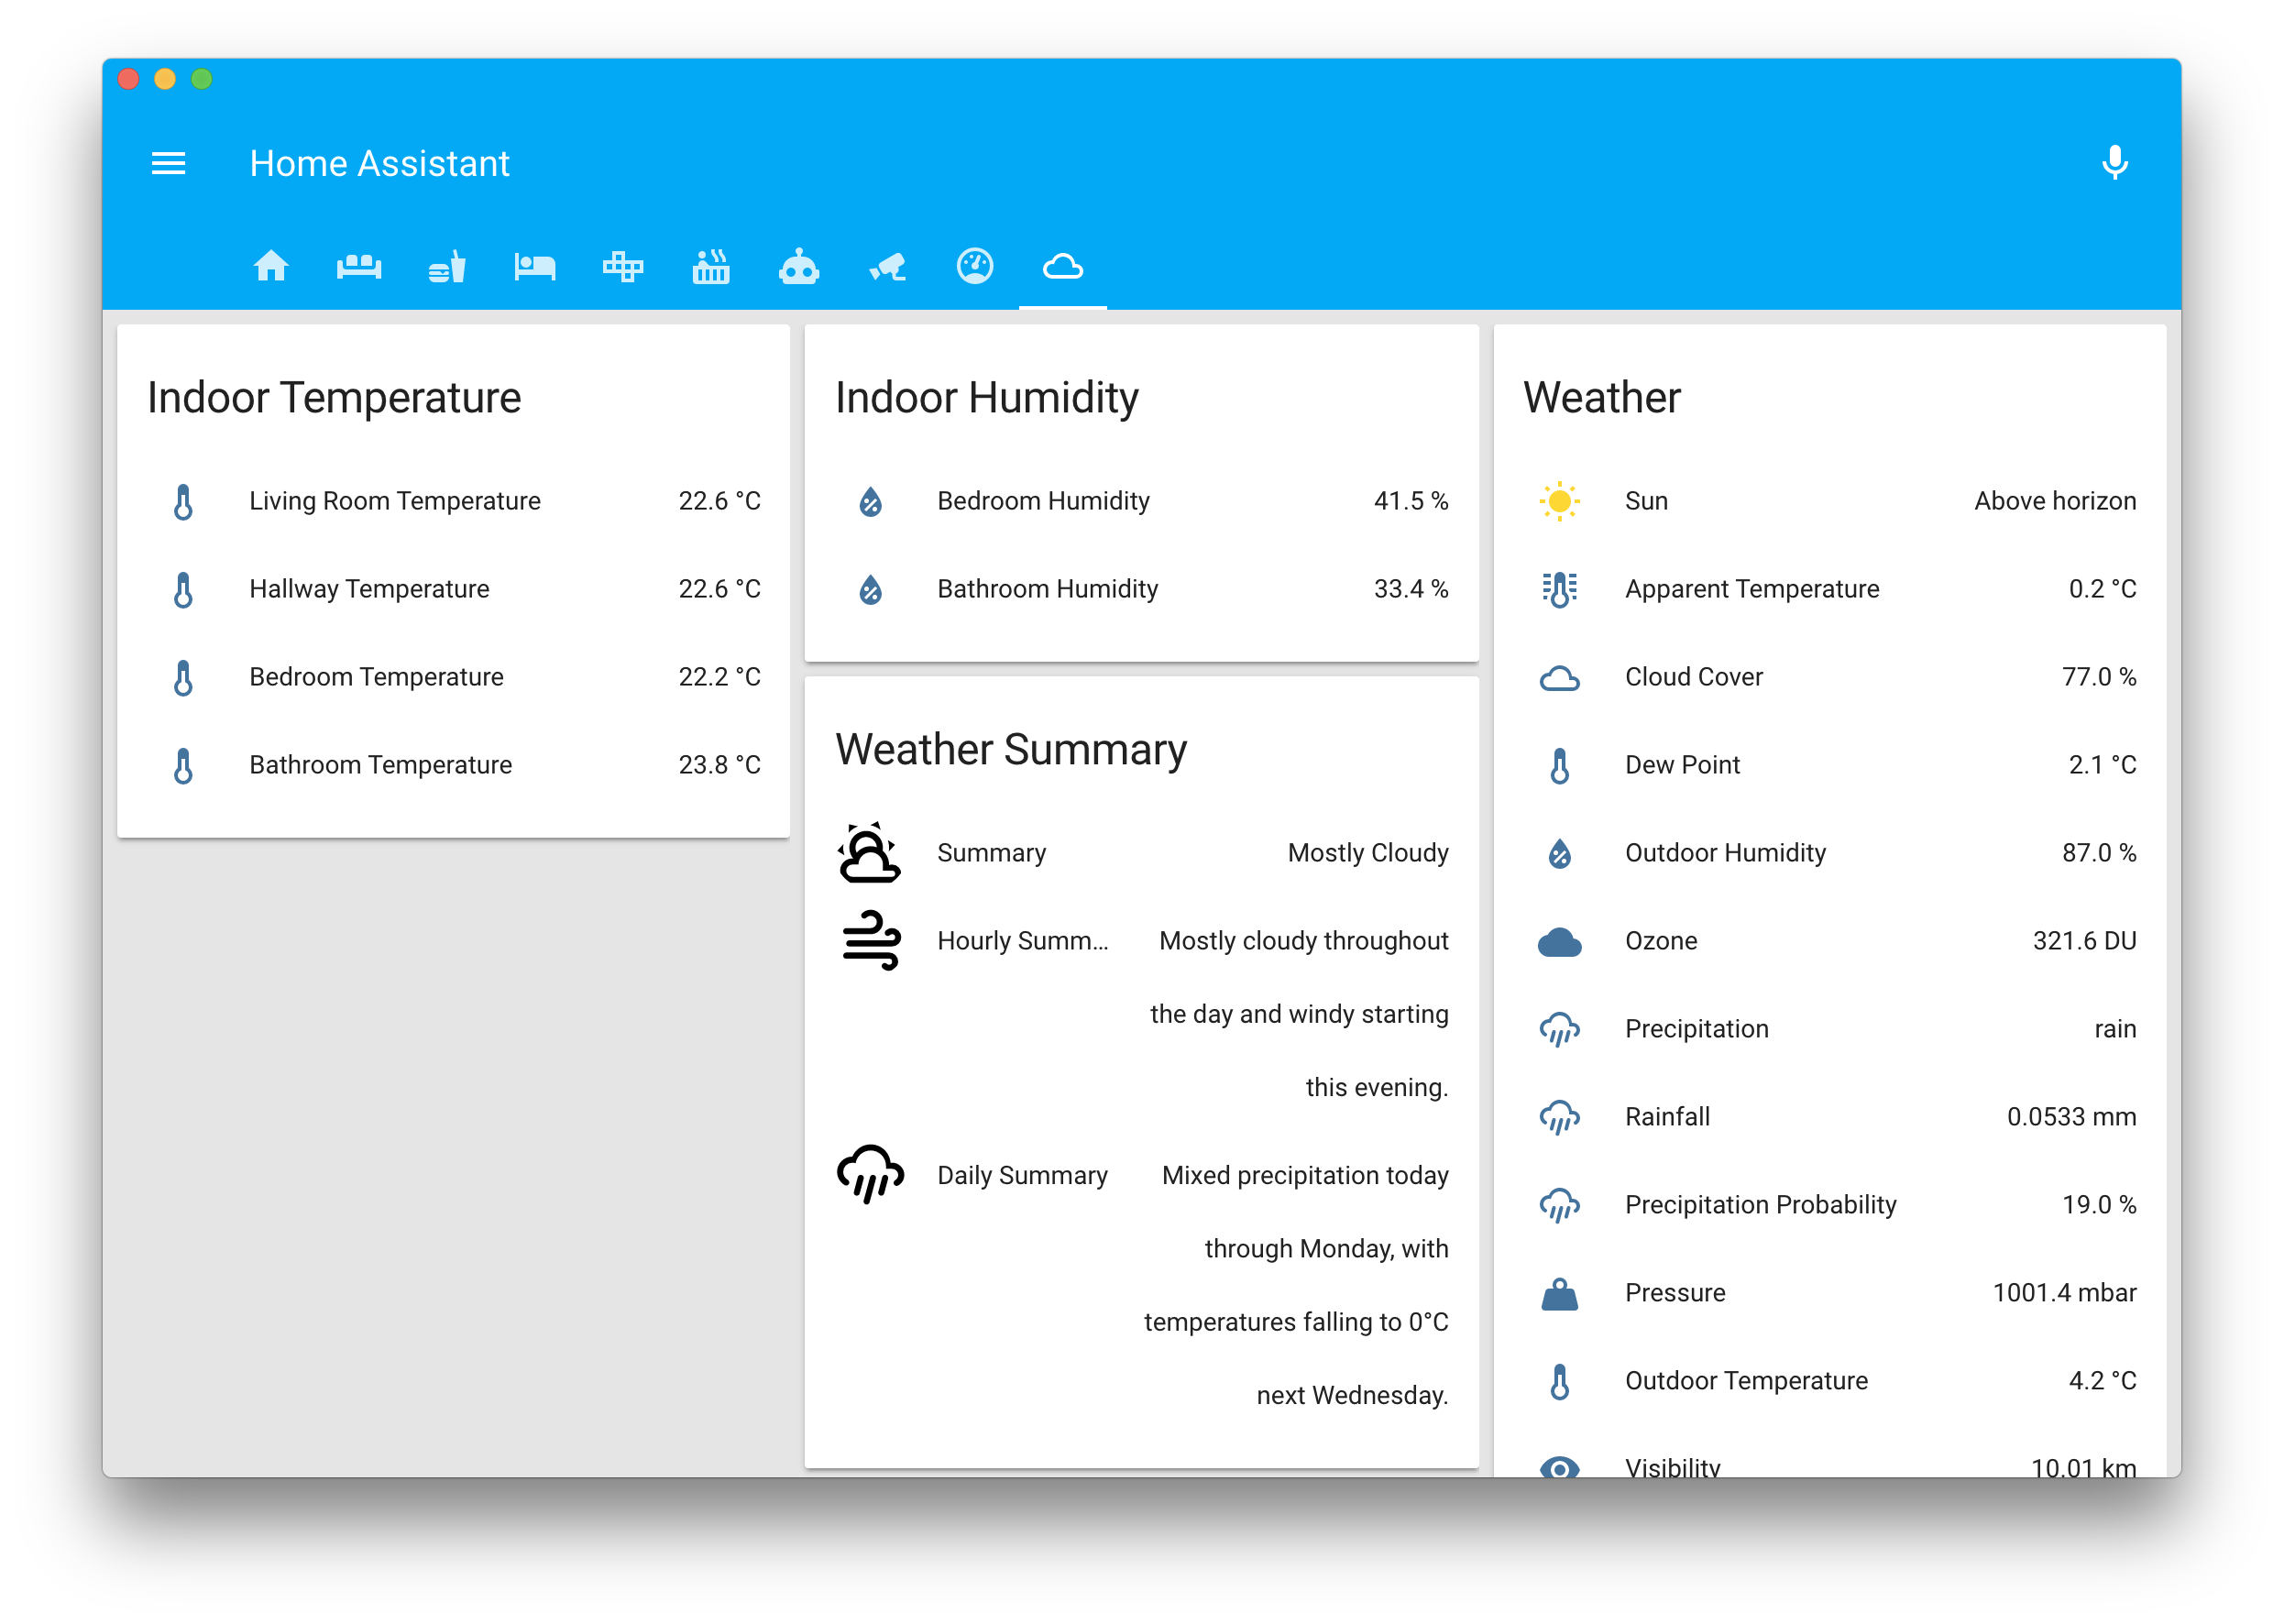 Home Assistant
Indoor Temperature
Living Room Temperature 22.6 °C
Hallway Temperature 22.6 °C
Bedroom Temperature 22.2 °C
Bathroom Temperature 23.8 °C
Indoor Humidity
Bedroom Humidity 41.5 %
Bathroom Humidity 33.4 %
Weather Summary
Summary Mostly Cloudy
Hourly Summ... Mostly cloudy throughout
the day and windy starting
this evening.
Daily Summary Mixed precipitation today
through Monday, with
temperatures falling to 0°C
next Wednesday.
Weather
Sun Above horizon
Apparent Temperature 0.2 °C
Cloud Cover 77.0 %
Dew Point 2.1 °C
Outdoor Humidity 87.0 %
Ozone 321.6 DU
Precipitation rain
Rainfall 0.0533 mm
Precipitation Probability 19.0 %
Pressure 1001.4 mbar
Outdoor Temperature 4.2 °C
Visibility 10.01 km